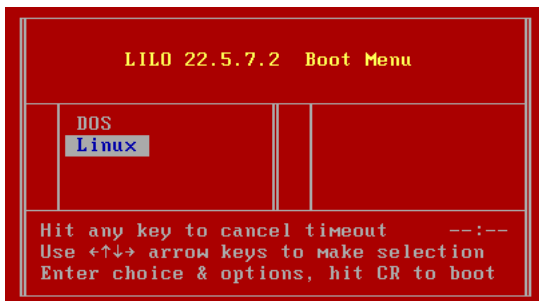 LILO 22.5.7.2  Boot Menu
DOS
Linux
Hit any key to cancel timeout --:--
Use ←↑↓→ arrow keys to make selection
Enter choice & options, hit CR to boot